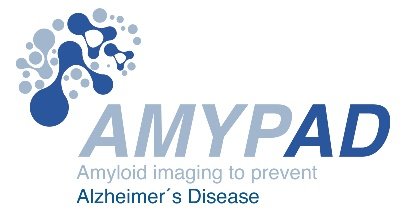 AMYPAD
Amyloid imaging to prevent
Alzheimer´s Disease